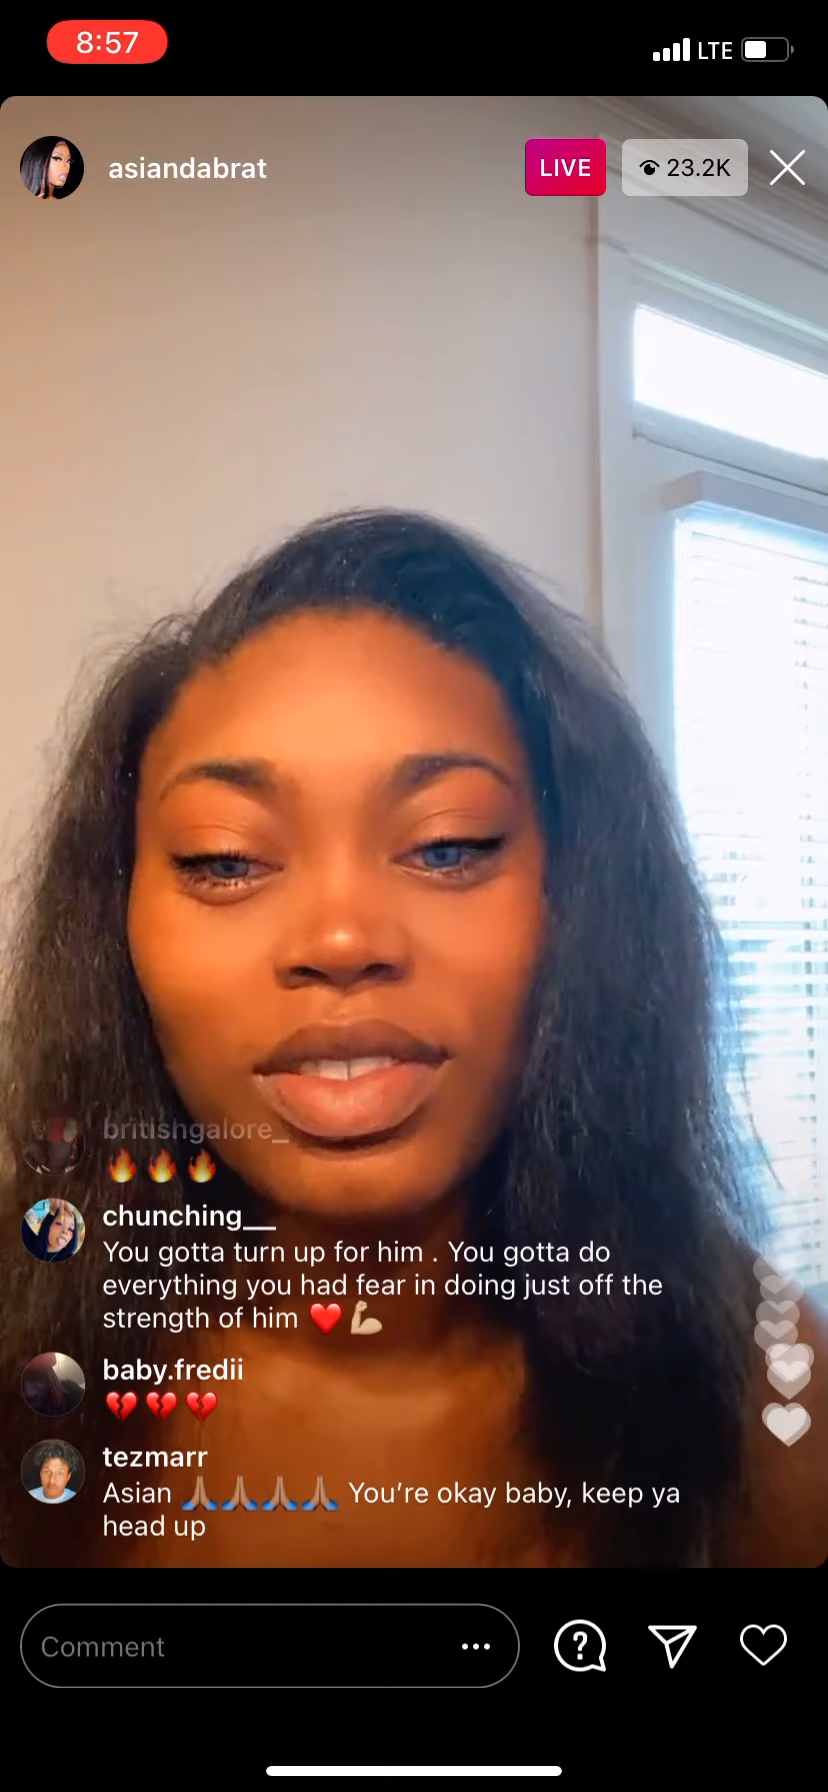 8:57
LTE
asiandabrat
LIVE
23.2K
britishgalore_
🔥🔥🔥
chunching__
You gotta turn up for him . You gotta do
everything you had fear in doing just off the
strength of him ❤️💪🏼
baby.fredii
💔💔💔
tezmarr
Asian 🙏🏽🙏🏽🙏🏽🙏🏽 You’re okay baby, keep ya
head up
Comment